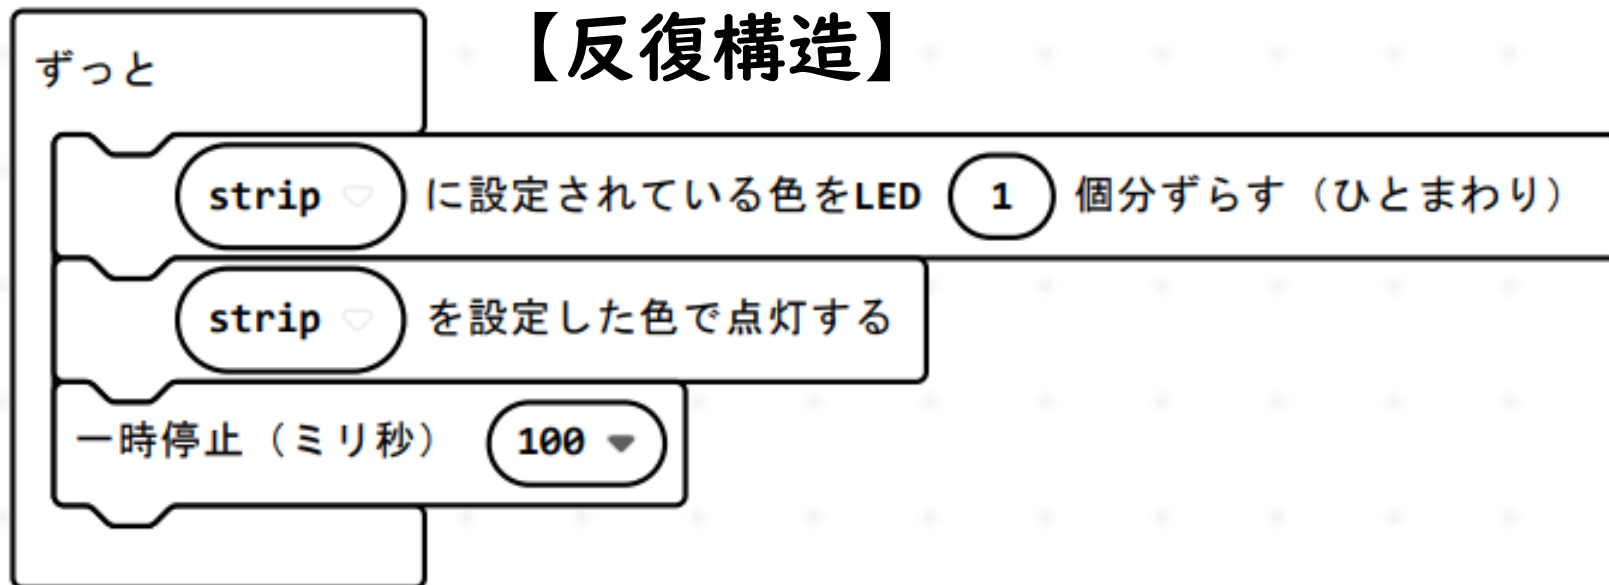 【反復構造】
ずっと
strip に設定されている色をLED 1 個分ずらす（ひとまわり）
strip を設定した色で点灯する
一時停止（ミリ秒） 100